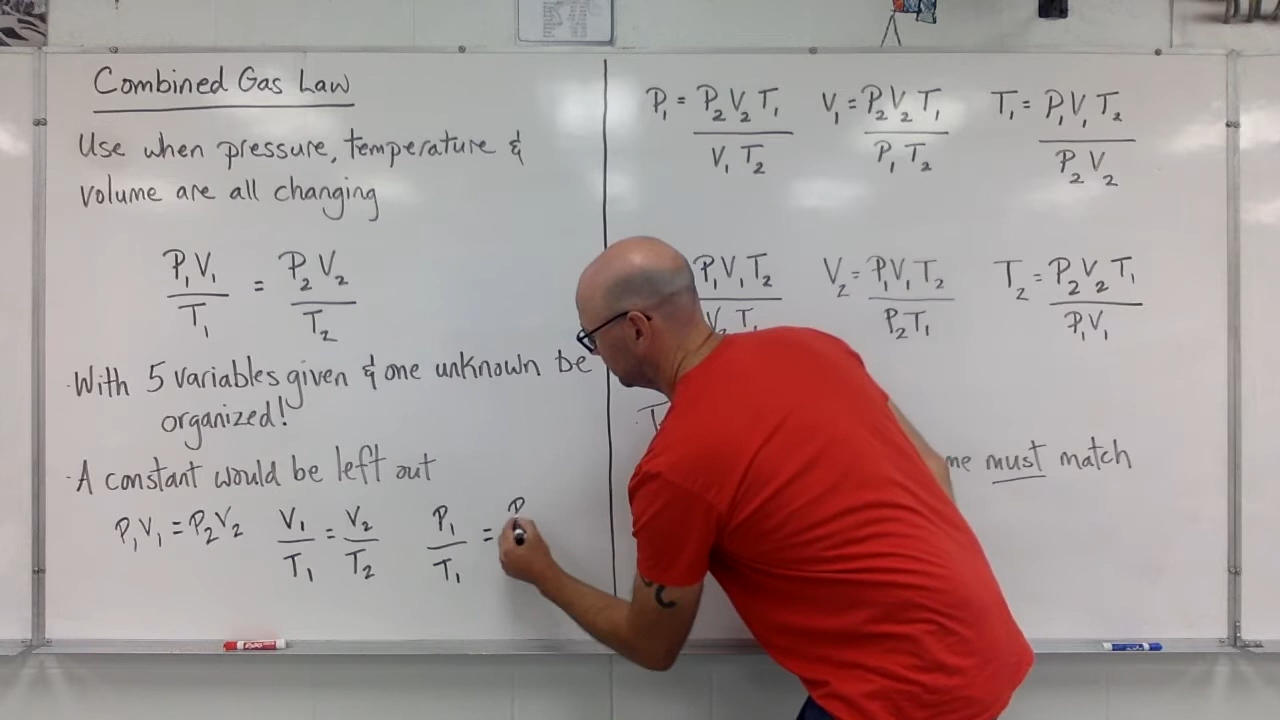 Combined Gas Law
Use when pressure, temperature &
volume are all changing
P₁V₁/T₁ = P₂V₂/T₂
·With 5 variables given & one unknown be
organized!
·A constant would be left out
P₁V₁ = P₂V₂   V₁/T₁ = V₂/T₂   P₁/T₁ = P
P₁ = P₂V₂T₁/V₁T₂   V₁ = P₂V₂T₁/P₁T₂   T₁ = P₁V₁T₂/P₂V₂
P₁V₁T₂/V₂T₁   V₂ = P₁V₁T₂/P₂T₁   T₂ = P₂V₂T₁/P₁V₁
must match